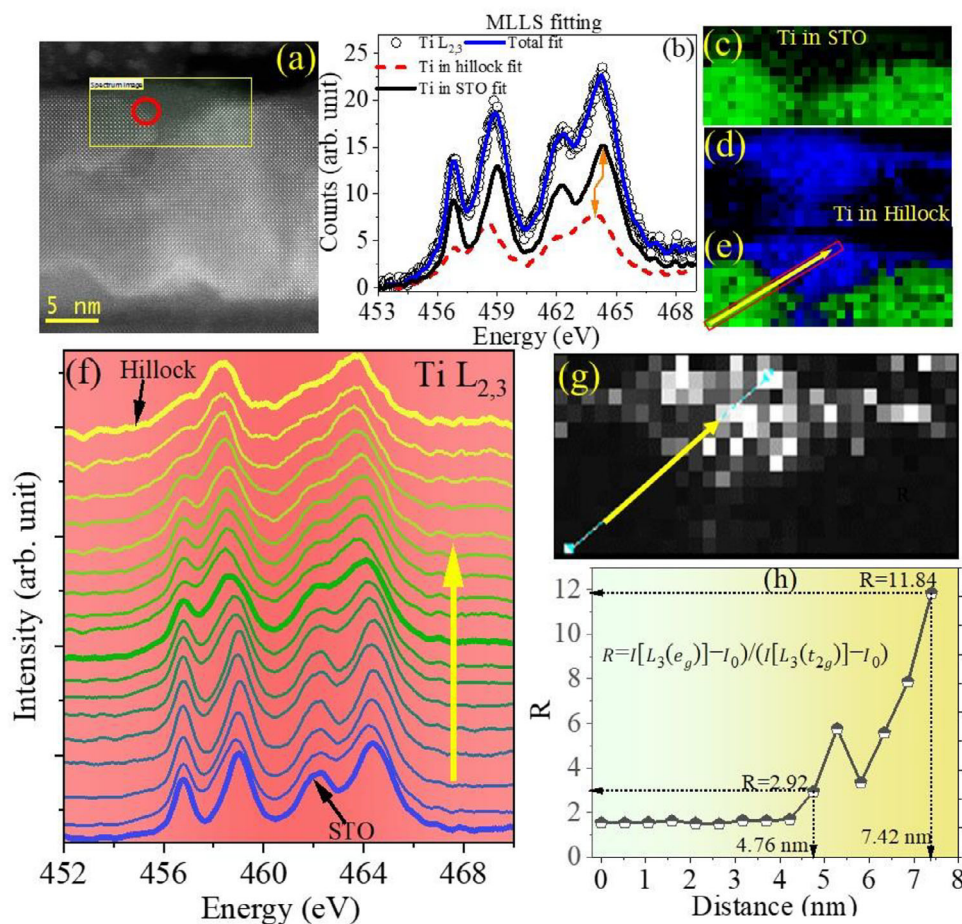 MLLS fitting
(a)
Spectrum Image
5 nm
(b)
Ti L2,3
Total fit
Ti in hillock fit
Ti in STO fit
Counts (arb. unit)
25
20
15
10
5
0
453 456 459 462 465
Energy (eV)
(c)
Ti in STO
(d)
Ti in Hillock
(e)
(f)
Hillock
Ti L2,3
STO
Intensity (arb. unit)
452 456 460 464 468
Energy (eV)
(g)
R
(h)
R=11.84
R=I[L3(eg)]−I0)/(I[L3(t2g)]−I0)
R=2.92
4.76 nm
7.42 nm
R
12
10
8
6
4
2
0
0 1 2 3 4 5 6 7 8
Distance (nm)